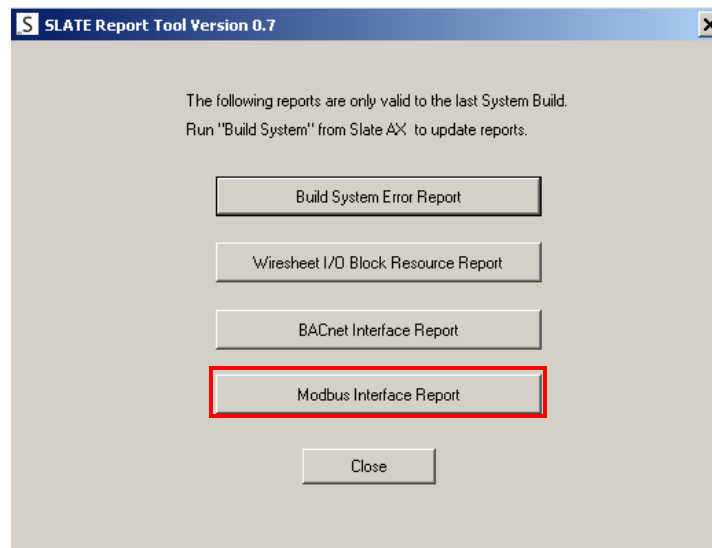 S SLATE Report Tool Version 0.7
The following reports are only valid to the last System Build.
Run "Build System" from Slate AX to update reports.
Build System Error Report
Wiresheet I/O Block Resource Report
BACnet Interface Report
Modbus Interface Report
Close